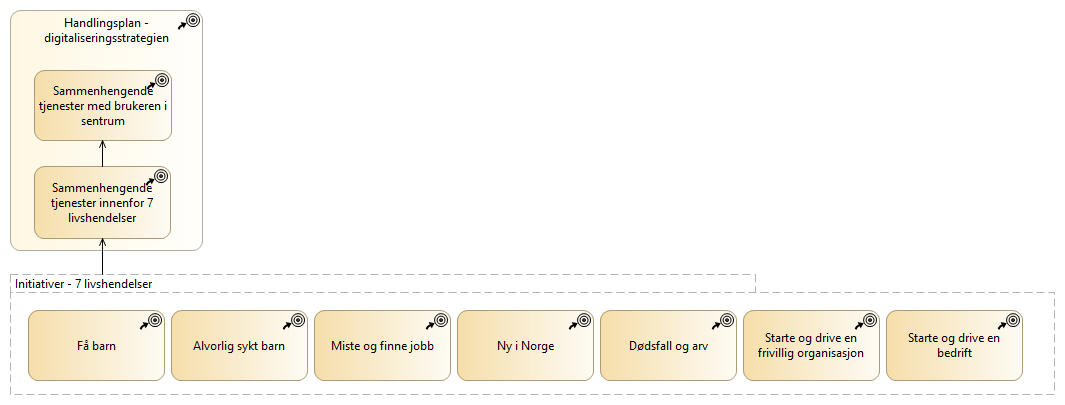 Handlingsplan -
digitaliseringsstrategien
Sammenhengende
tjenester med brukeren i
sentrum
Sammenhengende
tjenester innenfor 7
livshendelser
Initiativer - 7 livshendelser
Få barn
Alvorlig sykt barn
Miste og finne jobb
Ny i Norge
Dødsfall og arv
Starte og drive en
frivillig organisasjon
Starte og drive en
bedrift